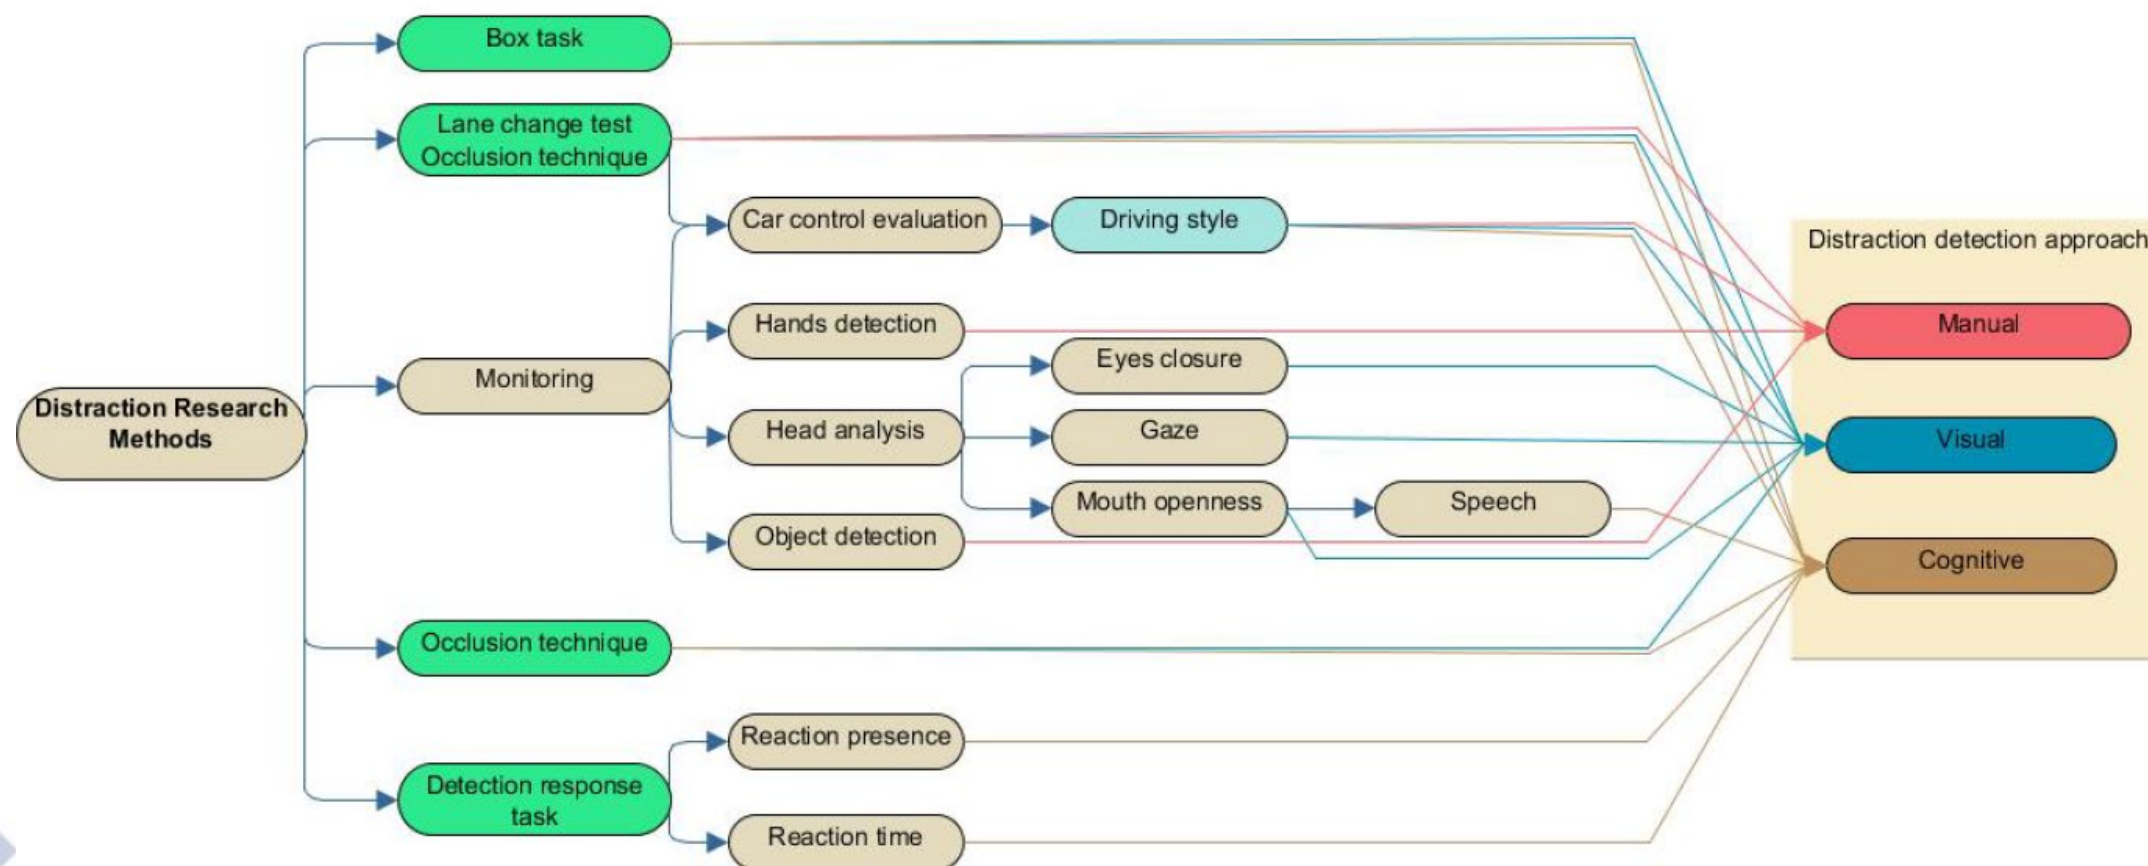 Box task
Lane change test
Occlusion technique
Car control evaluation
Driving style
Distraction detection approach
Hands detection
Manual
Eyes closure
Monitoring
Distraction Research
Methods
Head analysis
Gaze
Visual
Mouth openness
Speech
Object detection
Cognitive
Occlusion technique
Reaction presence
Detection response
task
Reaction time